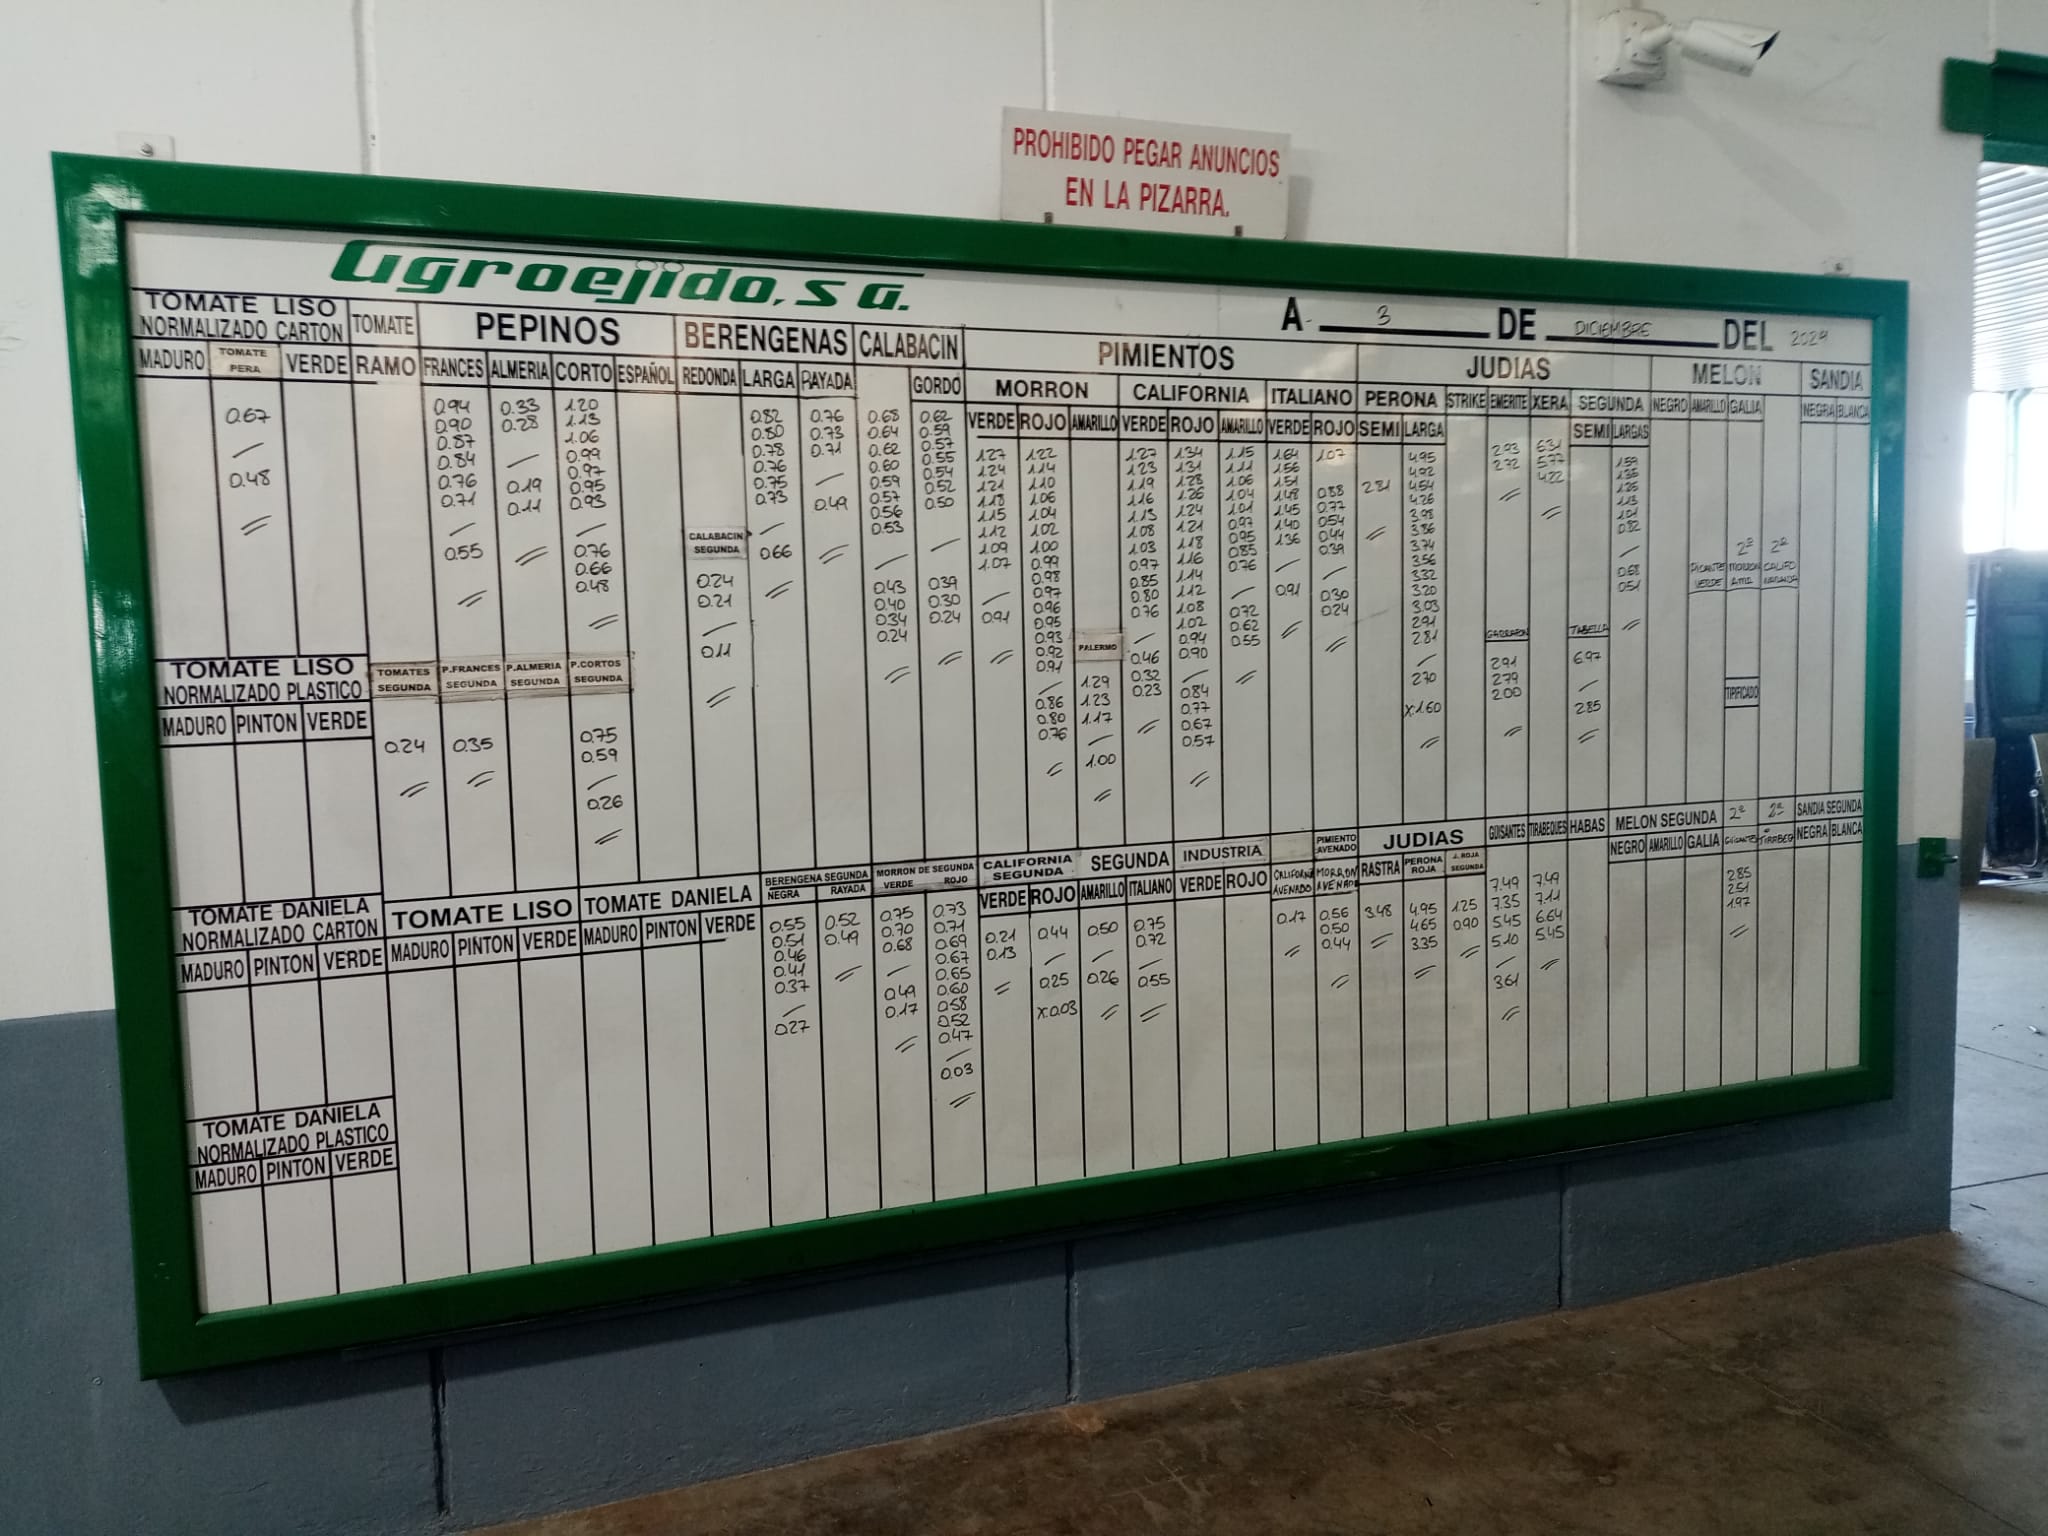 PROHIBIDO PEGAR ANUNCIOS
EN LA PIZARRA.
agroejido, s a.
A 3 DE DICIEMBRE DEL 2024
TOMATE LISO
NORMALIZADO CARTON
MADURO TOMATE PERA VERDE
0.67
0.48
TOMATE
RAMO
PEPINOS
FRANCES ALMERIA CORTO ESPAÑOL
0.94 0.33 1.20
0.90 0.28 1.13
0.87 1.06
0.84 0.99
0.76 0.19 0.97
0.71 0.11 0.95
0.93
0.55 0.76
0.66
0.48
BERENGENAS
REDONDA LARGA RAYADA
0.82 0.76
0.80 0.73
0.78 0.71
0.76
0.75
0.73 0.49
0.66
CALABACIN
SEGUNDA
0.24
0.21
0.11
CALABACIN
GORDO
0.68 0.62
0.64 0.59
0.62 0.57
0.60 0.55
0.59 0.54
0.57 0.52
0.56 0.50
0.53
0.43 0.39
0.40 0.30
0.34 0.24
0.24
PIMIENTOS
MORRON
VERDE ROJO AMARILLO
1.27 1.22
1.24 1.14
1.21 1.10
1.18 1.06
1.15 1.04
1.12 1.02
1.09 1.00
1.07 0.99
0.98
0.97
0.91 0.96
0.95
0.93
0.92
0.91
0.86
0.80
0.76
PALERMO
1.29
1.23
1.17
1.00
CALIFORNIA
VERDE ROJO AMARILLO
1.27 1.34 1.15
1.23 1.31 1.11
1.19 1.28 1.06
1.16 1.26 1.04
1.13 1.24 1.01
1.08 1.21 0.97
1.03 1.18 0.95
0.97 1.16 0.85
0.85 1.14 0.76
0.80 1.12
0.76 1.08 0.72
1.02 0.62
0.94 0.55
0.46 0.90
0.32
0.23 0.84
0.77
0.67
0.57
ITALIANO
VERDE ROJO
1.64 1.07
1.56
1.51
1.48 0.88
1.45 0.77
1.40 0.54
1.36 0.44
0.39
0.91 0.30
0.24
JUDIAS
PERONA
SEMI LARGA
4.95
4.92
2.81 4.54
4.26
3.98
3.86
3.74
3.56
3.32
3.20
3.03
2.91
2.81
2.70
X.1.60
STRIKE EMERITE XERA
2.93 6.31
2.72 5.77
4.22
GARRAFON
2.91
2.79
2.00
SEGUNDA
SEMI LARGAS
1.59
1.35
1.25
1.13
1.01
0.82
0.68
0.51
TABELLA
6.97
2.85
MELON
NEGRO AMARILLO GALIA
2ª 2ª
PICANTE VERDE
MORRON AMA
CALIFO
TIPIFICADO
SANDIA
NEGRA BLANCA
TOMATE LISO
NORMALIZADO PLASTICO
MADURO PINTON VERDE
TOMATES SEGUNDA
0.24
P.FRANCES SEGUNDA
0.35
P.ALMERIA SEGUNDA
P.CORTOS SEGUNDA
0.75
0.59
0.26
TOMATE DANIELA
NORMALIZADO CARTON
MADURO PINTON VERDE
TOMATE LISO
MADURO PINTON VERDE
TOMATE DANIELA
MADURO PINTON VERDE
BERENGENA SEGUNDA
NEGRA RAYADA
0.55 0.52
0.51 0.49
0.46
0.41
0.37
0.27
MORRON DE SEGUNDA
VERDE ROJO
0.75 0.73
0.70 0.71
0.68 0.69
0.67
0.65
0.49 0.60
0.17 0.58
0.52
0.47
0.03
CALIFORNIA SEGUNDA
SEGUNDA
VERDE ROJO AMARILLO ITALIANO
0.21 0.44 0.50 0.75
0.13 0.72
0.25 0.26 0.55
X.0.03
INDUSTRIA
VERDE ROJO
CALIFORNIA AVENADO
0.17
PIMIENTO AVENADO
MORRON AVENADO
0.56
0.50
0.44
JUDIAS
RASTRA PERONA ROJA J. ROJA SEGUNDA
3.48 4.95 1.25
4.65 0.90
3.35
GUISANTES TIRABEQUES HABAS
7.49 7.49
7.35 7.11
5.45 6.64
5.10 5.45
3.61
MELON SEGUNDA
NEGRO AMARILLO GALIA
2ª 2ª
GUISANTE TIRABEQ
2.85
2.51
1.97
SANDIA SEGUNDA
NEGRA BLANCA
TOMATE DANIELA
NORMALIZADO PLASTICO
MADURO PINTON VERDE